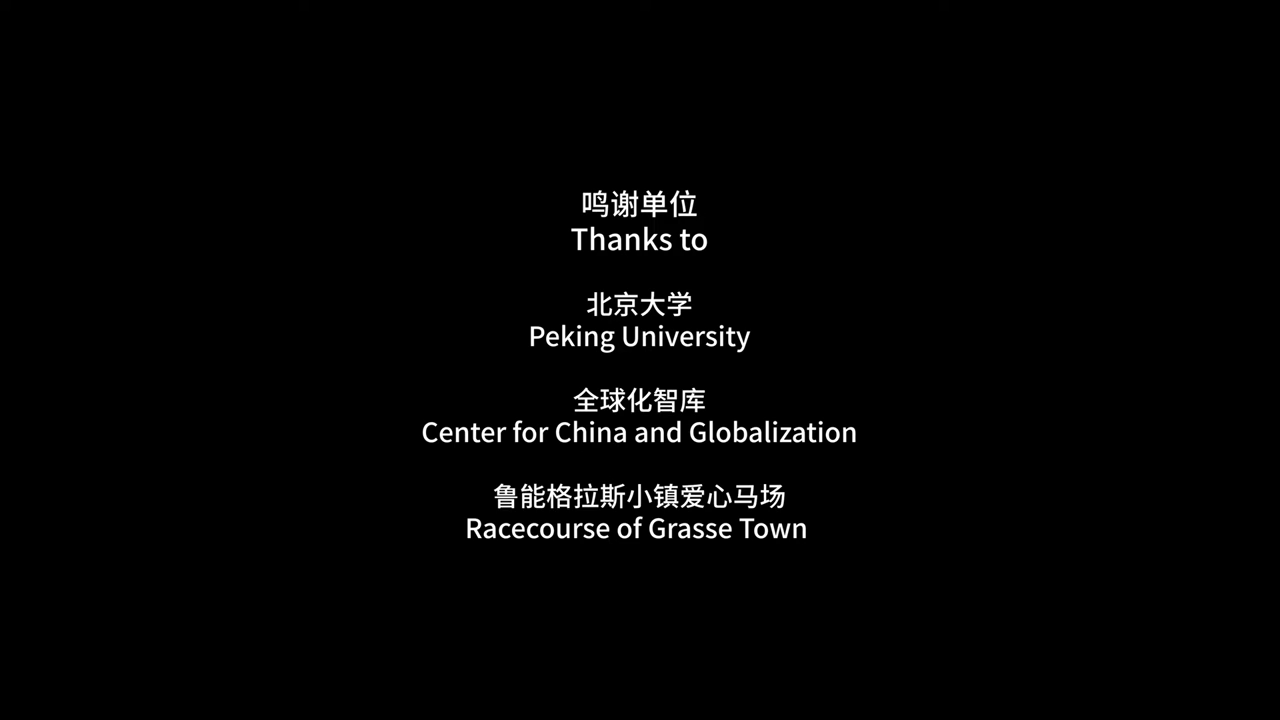 鸣谢单位
Thanks to
北京大学
Peking University
全球化智库
Center for China and Globalization
鲁能格拉斯小镇爱心马场
Racecourse of Grasse Town